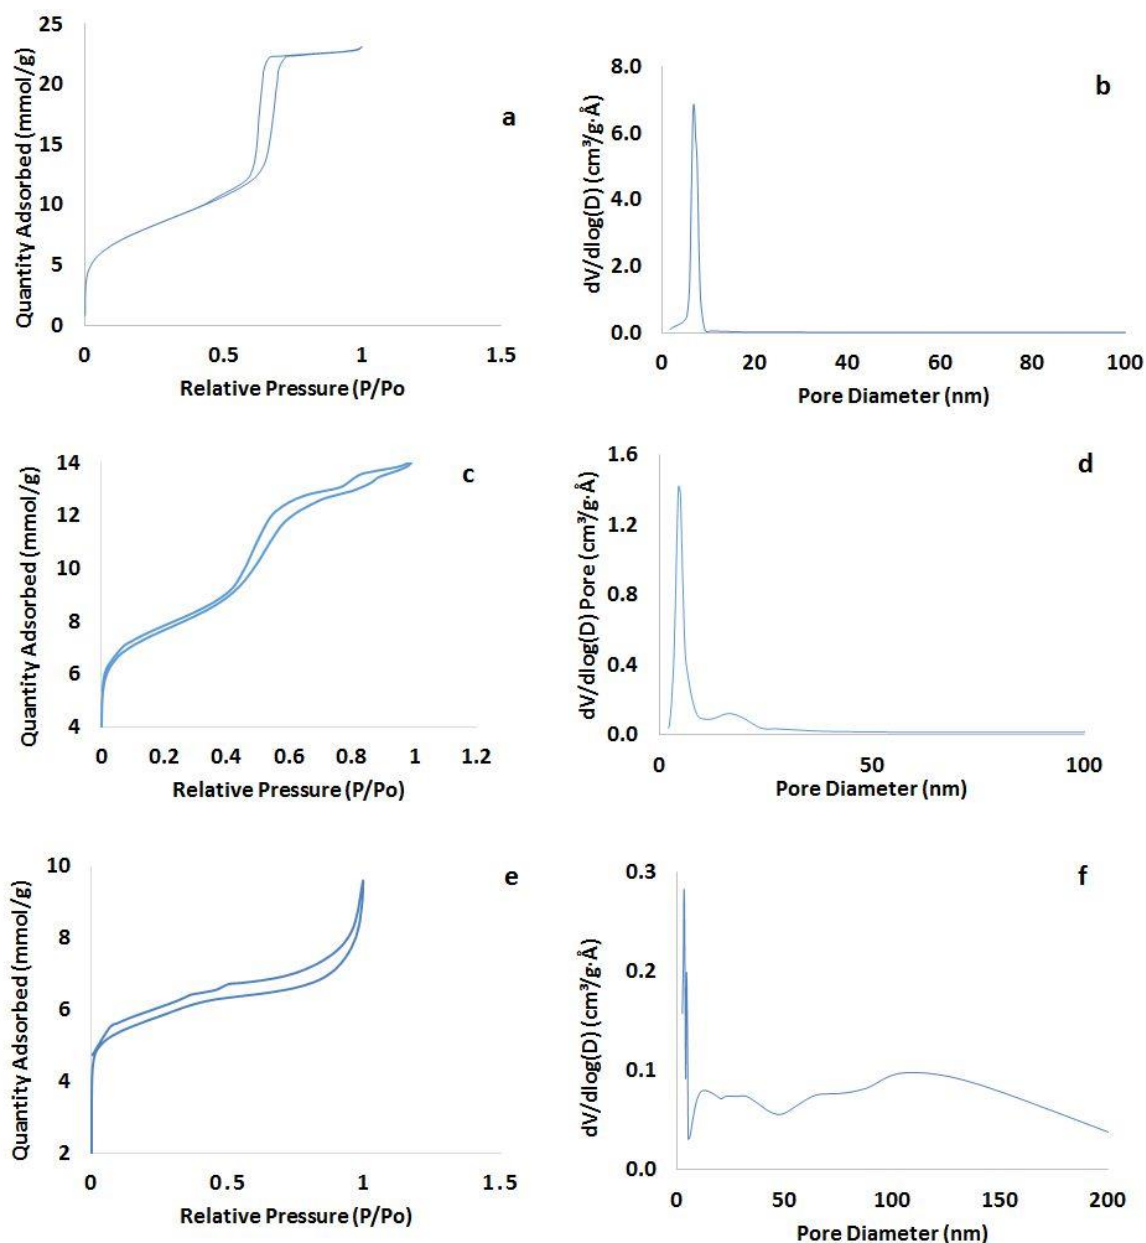 25
20
15
10
5
0
Quantity Adsorbed (mmol/g)
0 0.5 1 1.5
Relative Pressure (P/Po
a
8.0
6.0
4.0
2.0
0.0
dV/dlog(D) (cm³/g·Å)
0 20 40 60 80 100
Pore Diameter (nm)
b
14
12
10
8
6
4
Quantity Adsorbed (mmol/g)
0 0.2 0.4 0.6 0.8 1 1.2
Relative Pressure (P/Po)
c
1.6
1.2
0.8
0.4
0.0
dV/dlog(D) Pore (cm³/g·Å)
0 50 100
Pore Diameter (nm)
d
10
8
6
4
2
Quantity Adsorbed (mmol/g)
0 0.5 1 1.5
Relative Pressure (P/Po)
e
0.3
0.2
0.1
0.0
dV/dlog(D) (cm³/g·Å)
0 50 100 150 200
Pore Diameter (nm)
f